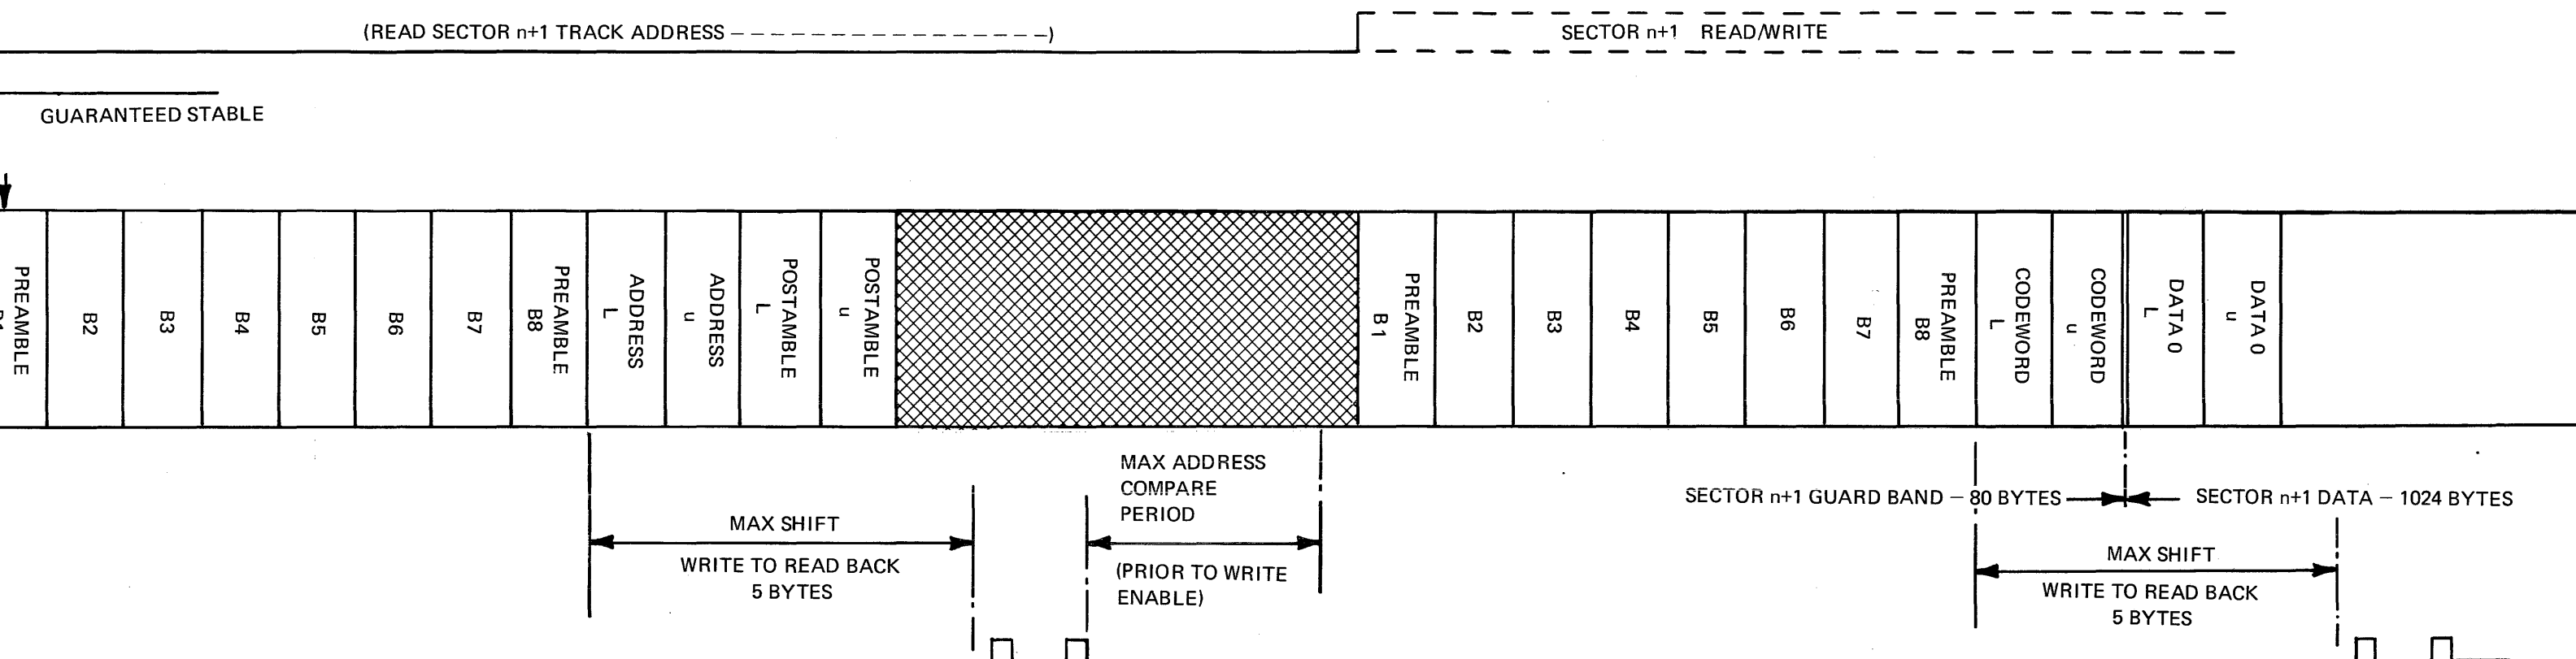 (READ SECTOR n+1 TRACK ADDRESS – – – – – – – – – – – – – – – –)
SECTOR n+1 READ/WRITE
GUARANTEED STABLE
PREAMBLE
B1
B2
B3
B4
B5
B6
B7
PREAMBLE
B8
ADDRESS
L
ADDRESS
u
POSTAMBLE
L
POSTAMBLE
u
PREAMBLE
B1
B2
B3
B4
B5
B6
B7
PREAMBLE
B8
CODEWORD
L
CODEWORD
u
DATA 0
L
DATA 0
u
MAX SHIFT
WRITE TO READ BACK
5 BYTES
MAX ADDRESS
COMPARE
PERIOD
(PRIOR TO WRITE
ENABLE)
SECTOR n+1 GUARD BAND – 80 BYTES
SECTOR n+1 DATA – 1024 BYTES
MAX SHIFT
WRITE TO READ BACK
5 BYTES